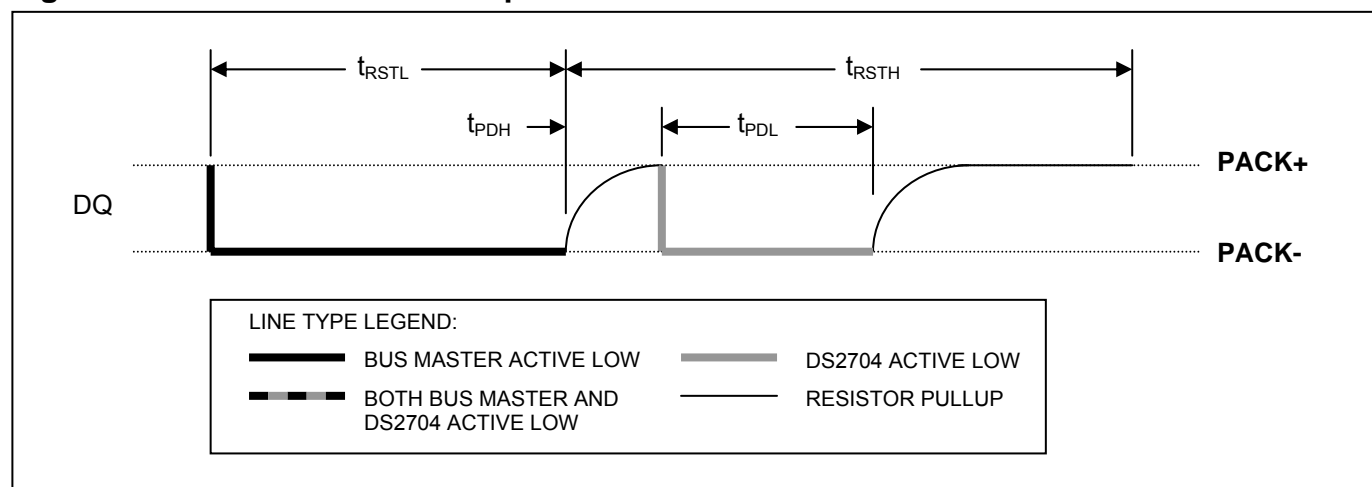 tRSTL tRSTH
tPDH tPDL
PACK+
DQ
PACK-
LINE TYPE LEGEND:
BUS MASTER ACTIVE LOW DS2704 ACTIVE LOW
BOTH BUS MASTER AND RESISTOR PULLUP
DS2704 ACTIVE LOW